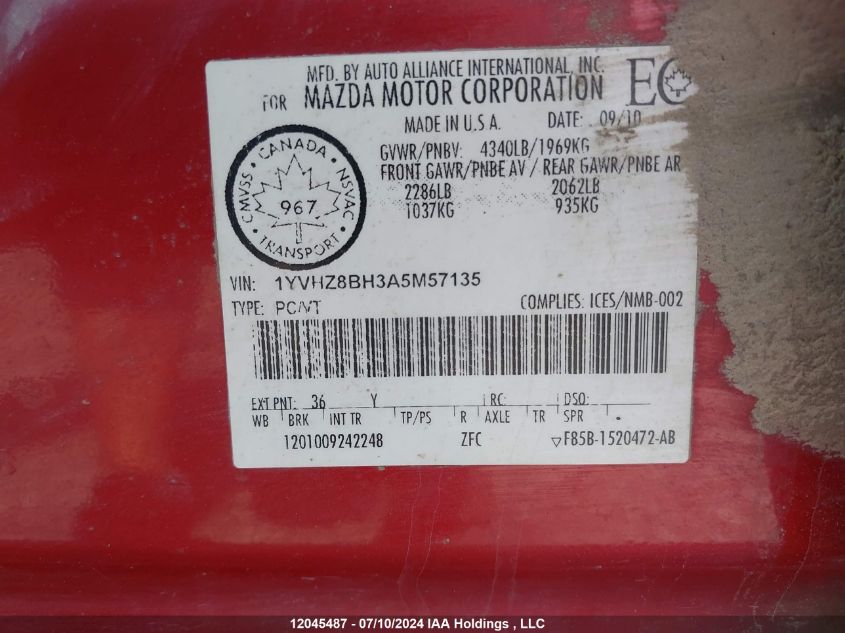 MFD. BY AUTO ALLIANCE INTERNATIONAL, INC.
FOR MAZDA MOTOR CORPORATION EC
MADE IN U.S.A. DATE: 09/10
GVWR/PNBV: 4340LB/1969KG
FRONT GAWR/PNBE AV / REAR GAWR/PNBE AR
2286LB 2062LB
1037KG 935KG
CMVSS · CANADA · NSVAC
967
TRANSPORT
VIN: 1YVHZ8BH3A5M57135
TYPE: PC/VT COMPLIES: ICES/NMB-002
EXT PNT: 36 Y RC: DSO:
WB BRK INT TR TP/PS R AXLE TR SPR
1201009242248 ZFC ▽F85B-1520472-AB
12045487 - 07/10/2024 IAA Holdings , LLC